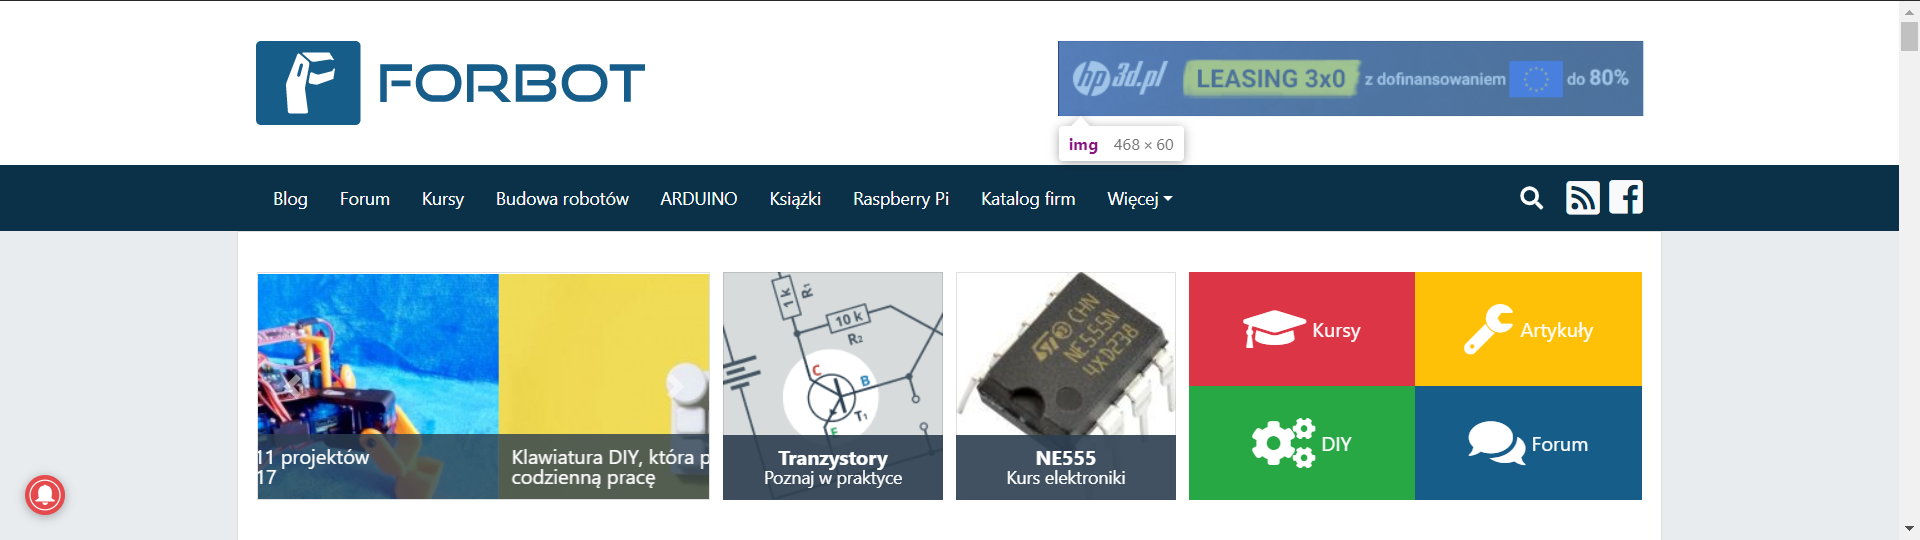 FORBOT
hp3d.pl LEASING 3x0 z dofinansowaniem do 80%
img 468 × 60
Blog Forum Kursy Budowa robotów ARDUINO Książki Raspberry Pi Katalog firm Więcej
11 projektów
17
Klawiatura DIY, która p
codzienną pracę
1k R1
10 k
R2
C
B
T1
E
Tranzystory
Poznaj w praktyce
CHN
NE555N
4XD238
NE555
Kurs elektroniki
Kursy
Artykuły
DIY
Forum